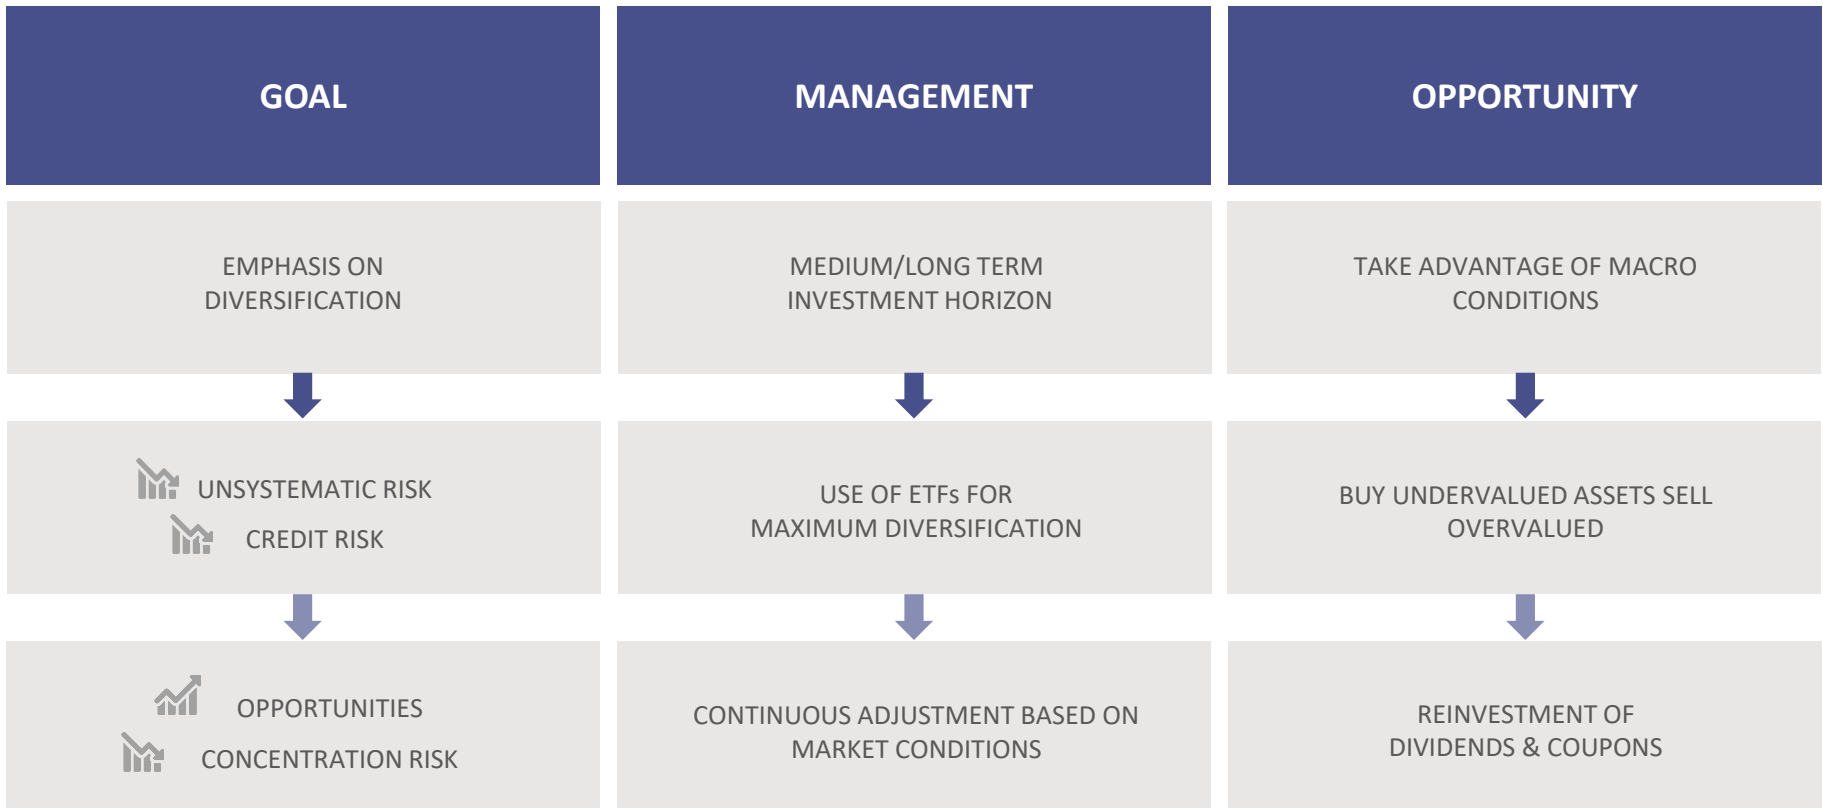 GOAL
MANAGEMENT
OPPORTUNITY
EMPHASIS ON
DIVERSIFICATION
MEDIUM/LONG TERM
INVESTMENT HORIZON
TAKE ADVANTAGE OF MACRO
CONDITIONS
UNSYSTEMATIC RISK
CREDIT RISK
USE OF ETFs FOR
MAXIMUM DIVERSIFICATION
BUY UNDERVALUED ASSETS SELL
OVERVALUED
OPPORTUNITIES
CONCENTRATION RISK
CONTINUOUS ADJUSTMENT BASED ON
MARKET CONDITIONS
REINVESTMENT OF
DIVIDENDS & COUPONS